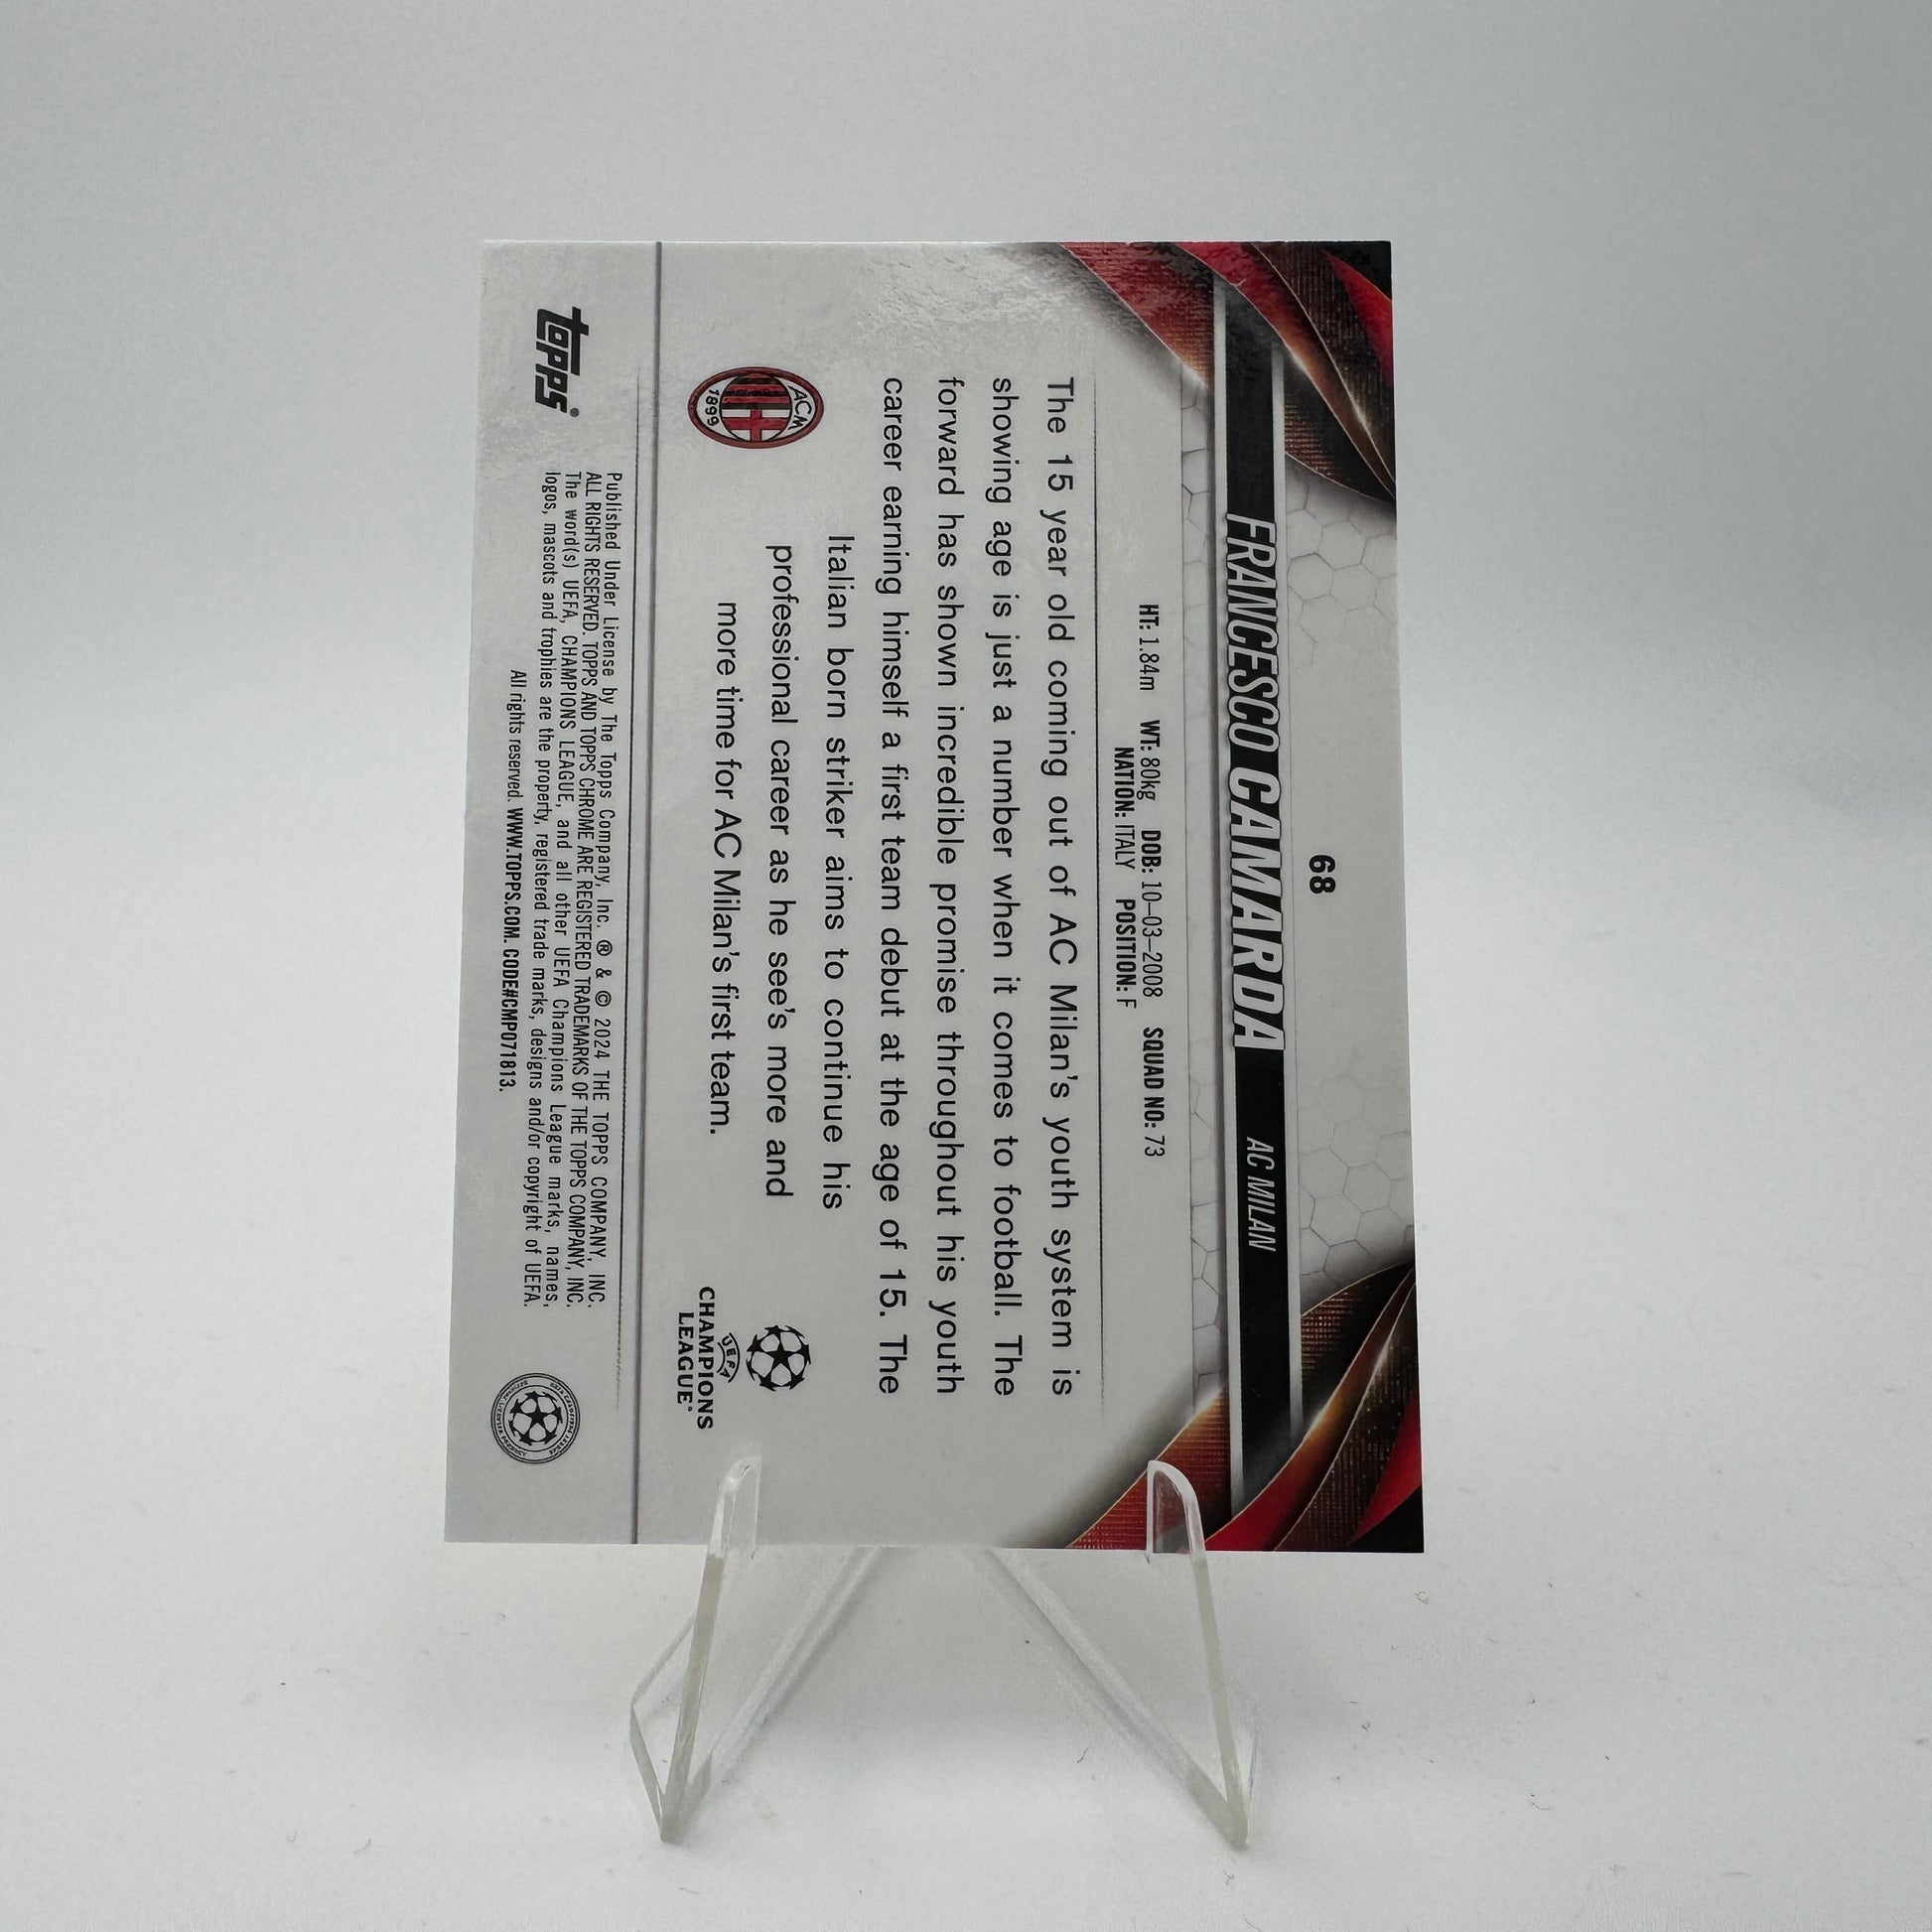 68
FRANCESCO CAMARDA AC MILAN
HT: 1.84m WT: 80kg DOB: 10-03-2008 SQUAD NO: 73
NATION: ITALY POSITION: F
The 15 year old coming out of AC Milan's youth system is
showing age is just a number when it comes to football. The
forward has shown incredible promise throughout his youth
career earning himself a first team debut at the age of 15. The
Italian born striker aims to continue his
professional career as he see's more and
more time for AC Milan's first team.
ACM
1899
UEFA
CHAMPIONS
LEAGUE
topps®
Published Under License by The Topps Company, Inc. ® & © 2024 THE TOPPS COMPANY, INC.
ALL RIGHTS RESERVED. TOPPS AND TOPPS CHROME ARE REGISTERED TRADEMARKS OF THE TOPPS COMPANY, INC.
The word(s) UEFA, CHAMPIONS LEAGUE, and all other UEFA Champions League marks, names,
logos, mascots and trophies are the property, registered trade marks, designs and/or copyright of UEFA.
All rights reserved. WWW.TOPPS.COM. CODE#CMP071813.